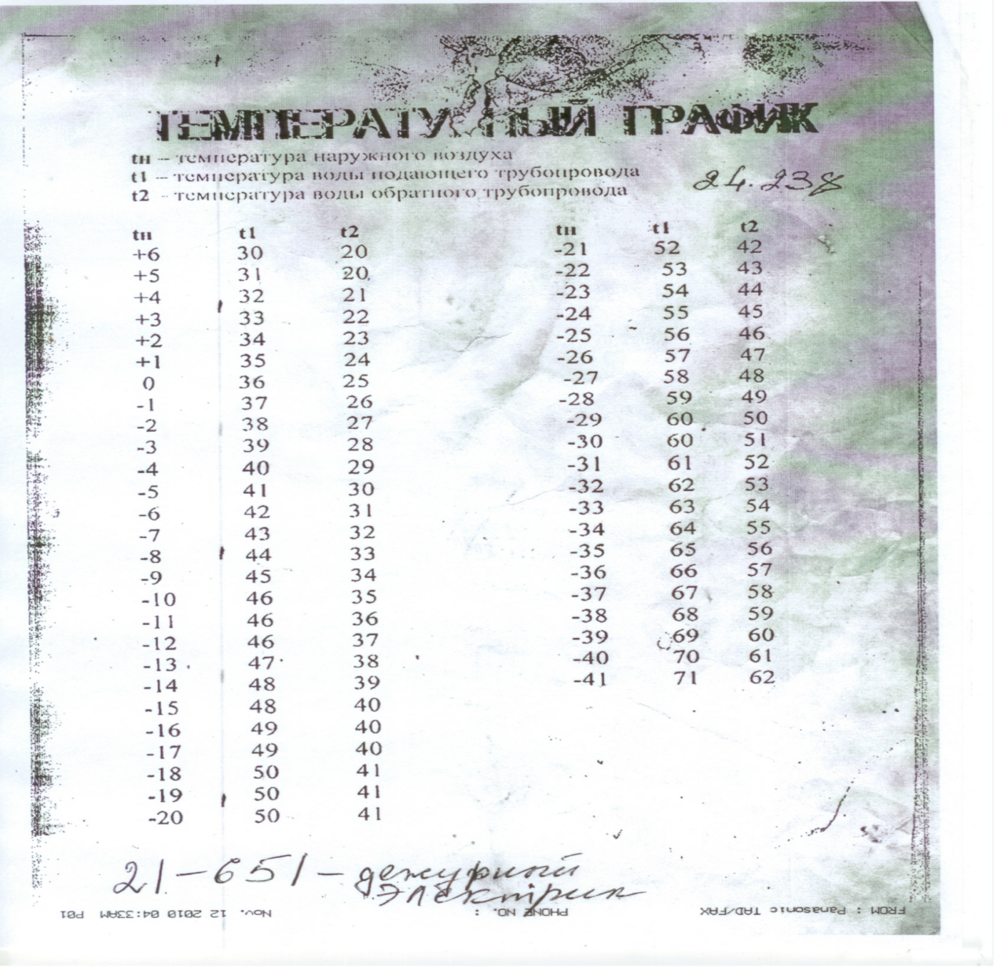 ТЕМПЕРАТУРНЫЙ ГРАФИК
tн – температура наружного воздуха
t1 – температура воды подающего трубопровода
t2 - температура воды обратного трубопровода
24.238
tн t1 t2
+6 30 20
+5 31 20
+4 32 21
+3 33 22
+2 34 23
+1 35 24
0 36 25
-1 37 26
-2 38 27
-3 39 28
-4 40 29
-5 41 30
-6 42 31
-7 43 32
-8 44 33
-9 45 34
-10 46 35
-11 46 36
-12 46 37
-13 47 38
-14 48 39
-15 48 40
-16 49 40
-17 49 40
-18 50 41
-19 50 41
-20 50 41
tн t1 t2
-21 52 42
-22 53 43
-23 54 44
-24 55 45
-25 56 46
-26 57 47
-27 58 48
-28 59 49
-29 60 50
-30 60 51
-31 61 52
-32 62 53
-33 63 54
-34 64 55
-35 65 56
-36 66 57
-37 67 58
-38 68 59
-39 69 60
-40 70 61
-41 71 62
21-651- дежурный
электрик
FROM : Panasonic TAD/FAX PHONE NO. : Nov. 12 2010 04:33AM P01